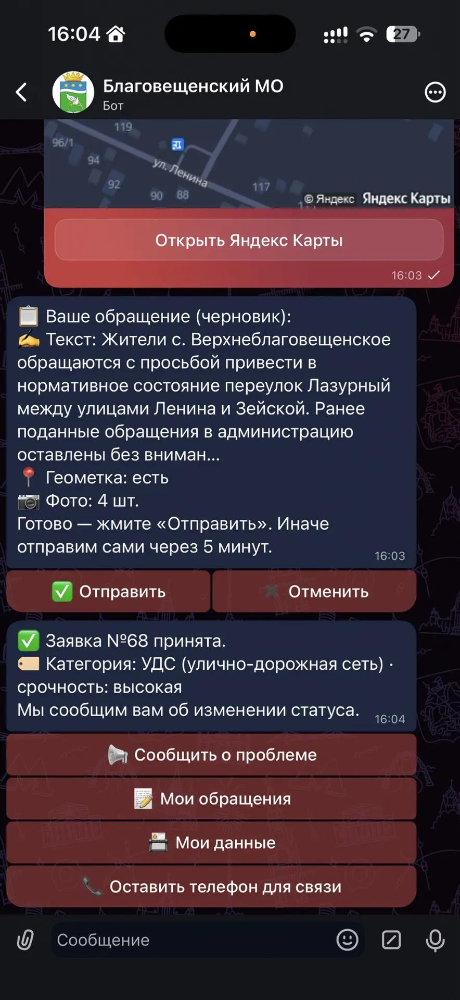 16:04
27
Благовещенский МО
Бот
119
96/1
94
ул. Ленина
92
117
90
88
© Яндекс Яндекс Карты
Открыть Яндекс Карты
16:03
Ваше обращение (черновик):
Текст: Жители с. Верхнеблаговещенское
обращаются с просьбой привести в
нормативное состояние переулок Лазурный
между улицами Ленина и Зейской. Ранее
поданные обращения в администрацию
оставлены без вниман...
Геометка: есть
Фото: 4 шт.
Готово — жмите «Отправить». Иначе
отправим сами через 5 минут.
16:03
Отправить
Отменить
Заявка №68 принята.
Категория: УДС (улично-дорожная сеть) ·
срочность: высокая
Мы сообщим вам об изменении статуса.
16:04
Сообщить о проблеме
Мои обращения
Мои данные
Оставить телефон для связи
Сообщение